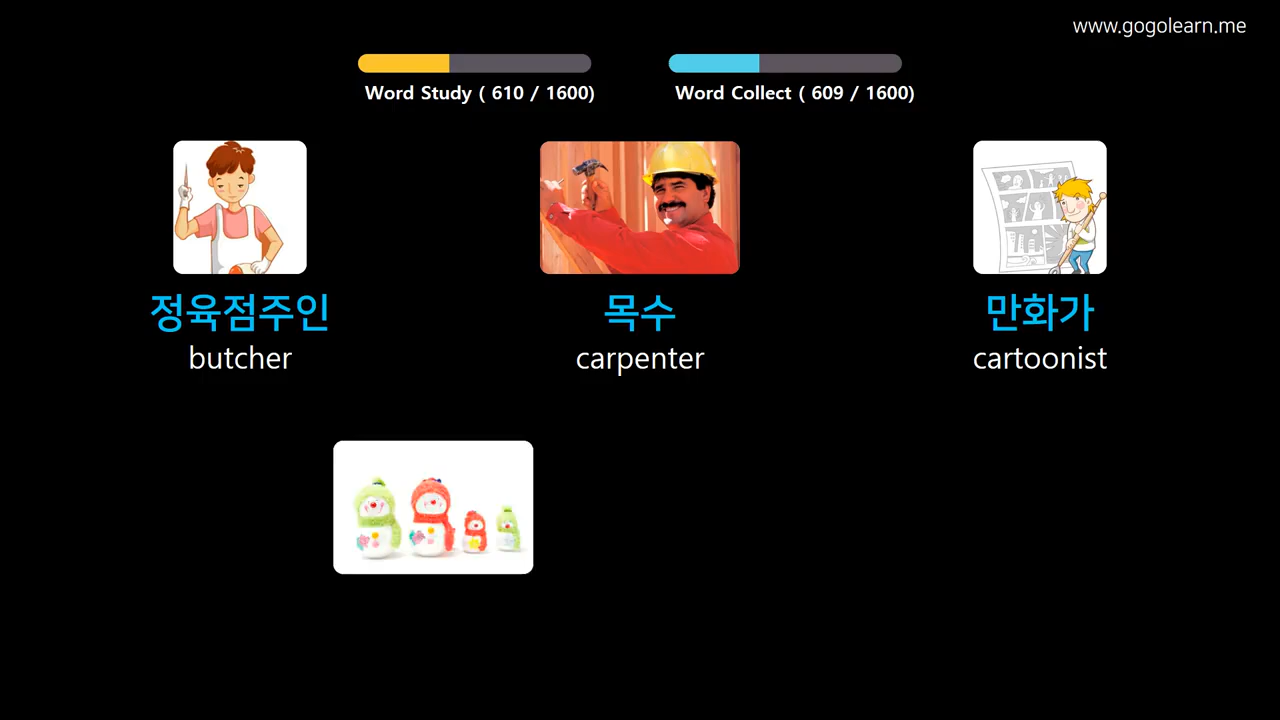 www.gogolearn.me
Word Study ( 610 / 1600)
Word Collect ( 609 / 1600)
정육점주인
목수
만화가
butcher
carpenter
cartoonist